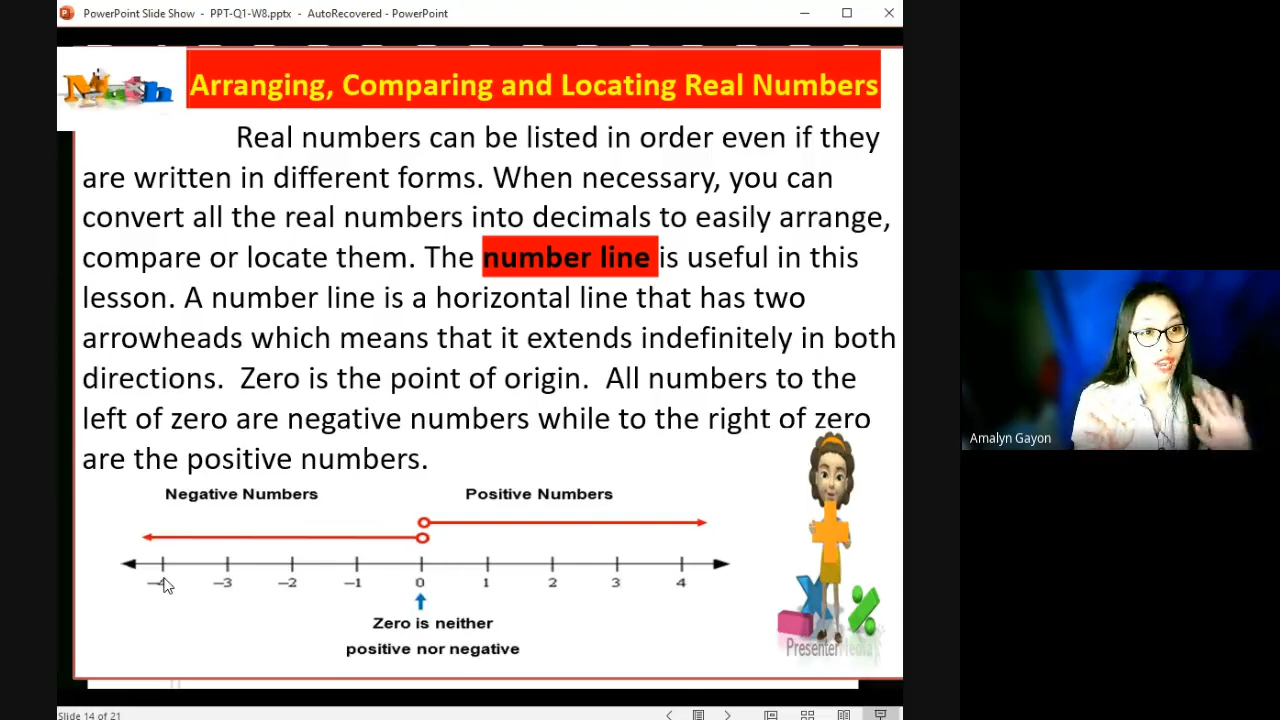 PowerPoint Slide Show - PPT-Q1-W8.pptx - AutoRecovered - PowerPoint
Math
Arranging, Comparing and Locating Real Numbers
Real numbers can be listed in order even if they
are written in different forms. When necessary, you can
convert all the real numbers into decimals to easily arrange,
compare or locate them. The number line is useful in this
lesson. A number line is a horizontal line that has two
arrowheads which means that it extends indefinitely in both
directions. Zero is the point of origin. All numbers to the
left of zero are negative numbers while to the right of zero
are the positive numbers.
Negative Numbers Positive Numbers
–4 –3 –2 –1 0 1 2 3 4
Zero is neither
positive nor negative
PresenterMedia
Amalyn Gayon
Slide 14 of 21